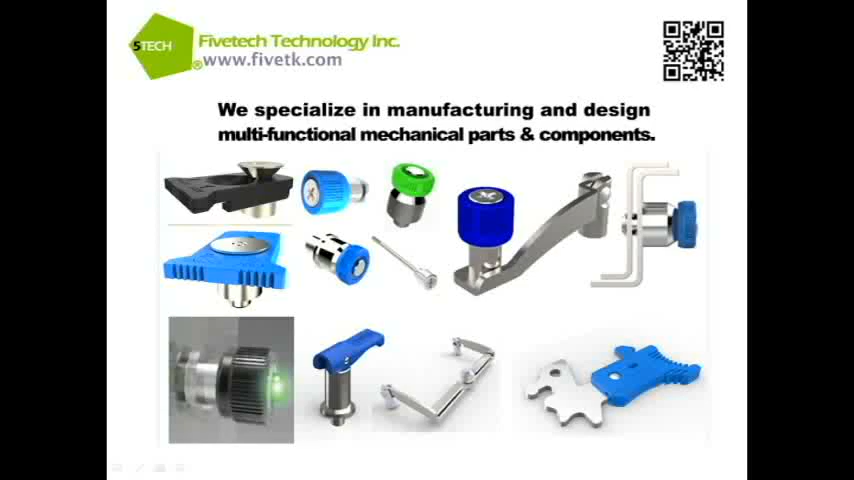 5TECH
Fivetech Technology Inc.
®www.fivetk.com
We specialize in manufacturing and design
multi-functional mechanical parts & components.